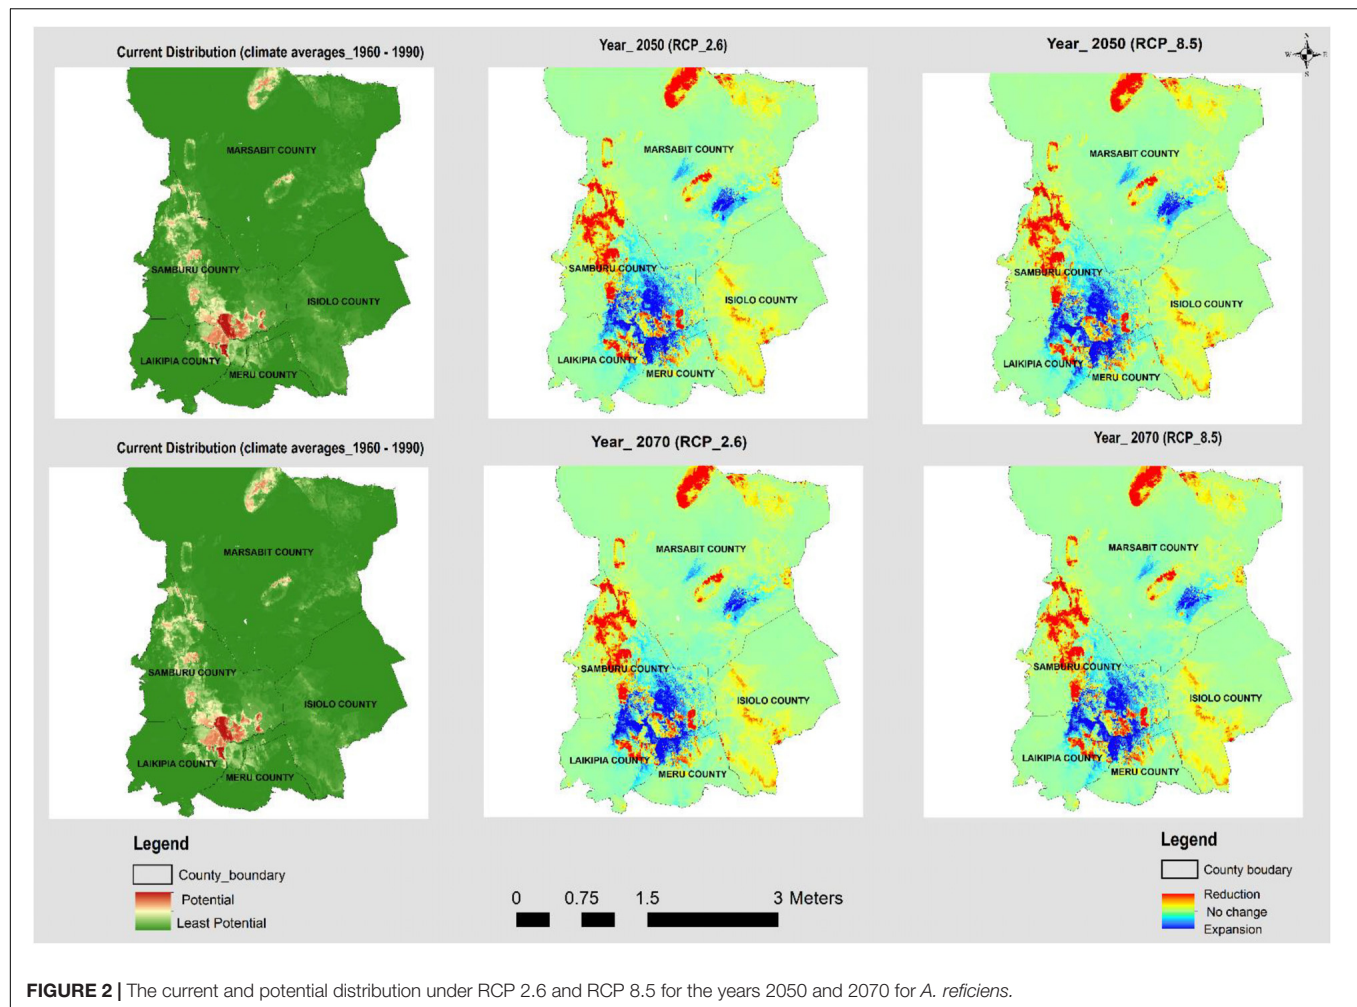 Current Distribution (climate averages_1960 - 1990)
Year_ 2050 (RCP_2.6)
Year_ 2050 (RCP_8.5)
N
W E
S
MARSABIT COUNTY
SAMBURU COUNTY
ISIOLO COUNTY
LAIKIPIA COUNTY
MERU COUNTY
MARSABIT COUNTY
SAMBURU COUNTY
ISIOLO COUNTY
LAIKIPIA COUNTY
MERU COUNTY
MARSABIT COUNTY
SAMBURU COUNTY
ISIOLO COUNTY
LAIKIPIA COUNTY
MERU COUNTY
Current Distribution (climate averages_1960 - 1990)
Year_ 2070 (RCP_2.6)
Year_ 2070 (RCP_8.5)
MARSABIT COUNTY
SAMBURU COUNTY
ISIOLO COUNTY
LAIKIPIA COUNTY
MERU COUNTY
MARSABIT COUNTY
SAMBURU COUNTY
ISIOLO COUNTY
LAIKIPIA COUNTY
MERU COUNTY
MARSABIT COUNTY
SAMBURU COUNTY
ISIOLO COUNTY
LAIKIPIA COUNTY
MERU COUNTY
Legend
County_boundary
Potential
Least Potential
0 0.75 1.5 3 Meters
Legend
County boudary
Reduction
No change
Expansion
FIGURE 2 | The current and potential distribution under RCP 2.6 and RCP 8.5 for the years 2050 and 2070 for A. reficiens.